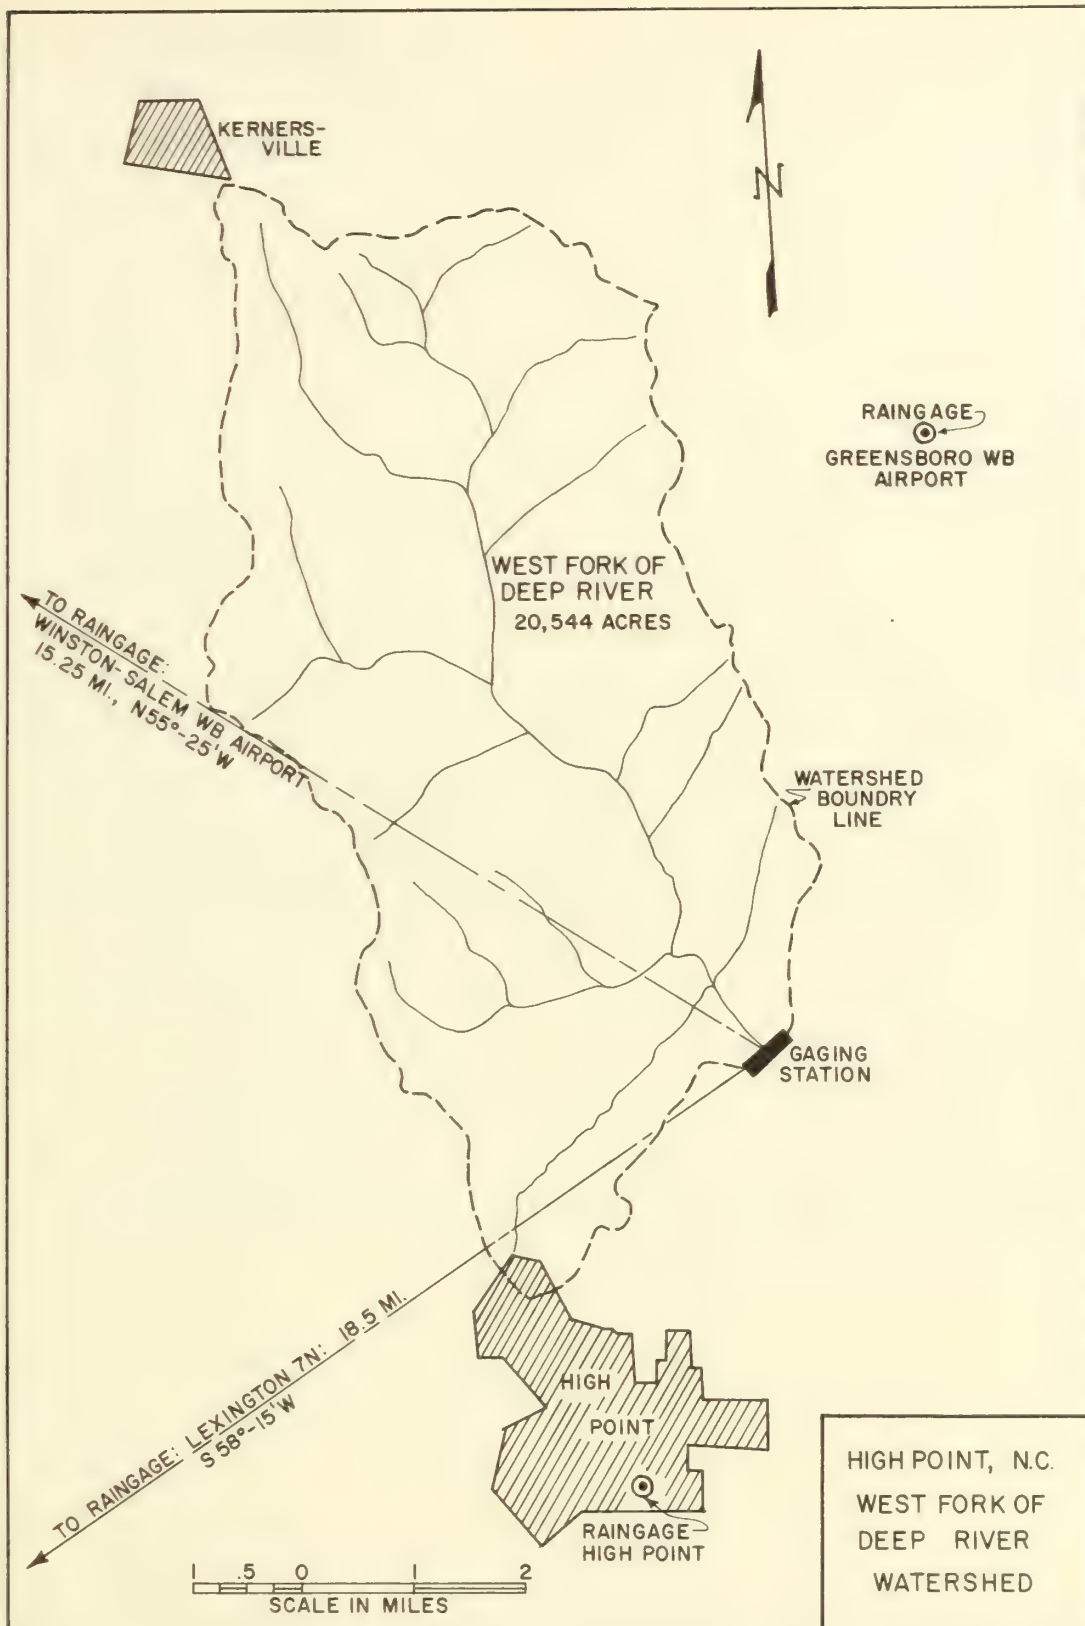 KERNERS-
VILLE
N
RAINGAGE
GREENSBORO WB
AIRPORT
WEST FORK OF
DEEP RIVER
20,544 ACRES
TO RAINGAGE:
WINSTON-SALEM WB AIRPORT
15.25 MI., N55°-25'W
WATERSHED
BOUNDRY
LINE
GAGING
STATION
TO RAINGAGE: LEXINGTON 7N: 18.5 MI.
S 58°-15'W
HIGH
POINT
RAINGAGE
HIGH POINT
1 .5 0 1 2
SCALE IN MILES
HIGH POINT, N.C.
WEST FORK OF
DEEP RIVER
WATERSHED